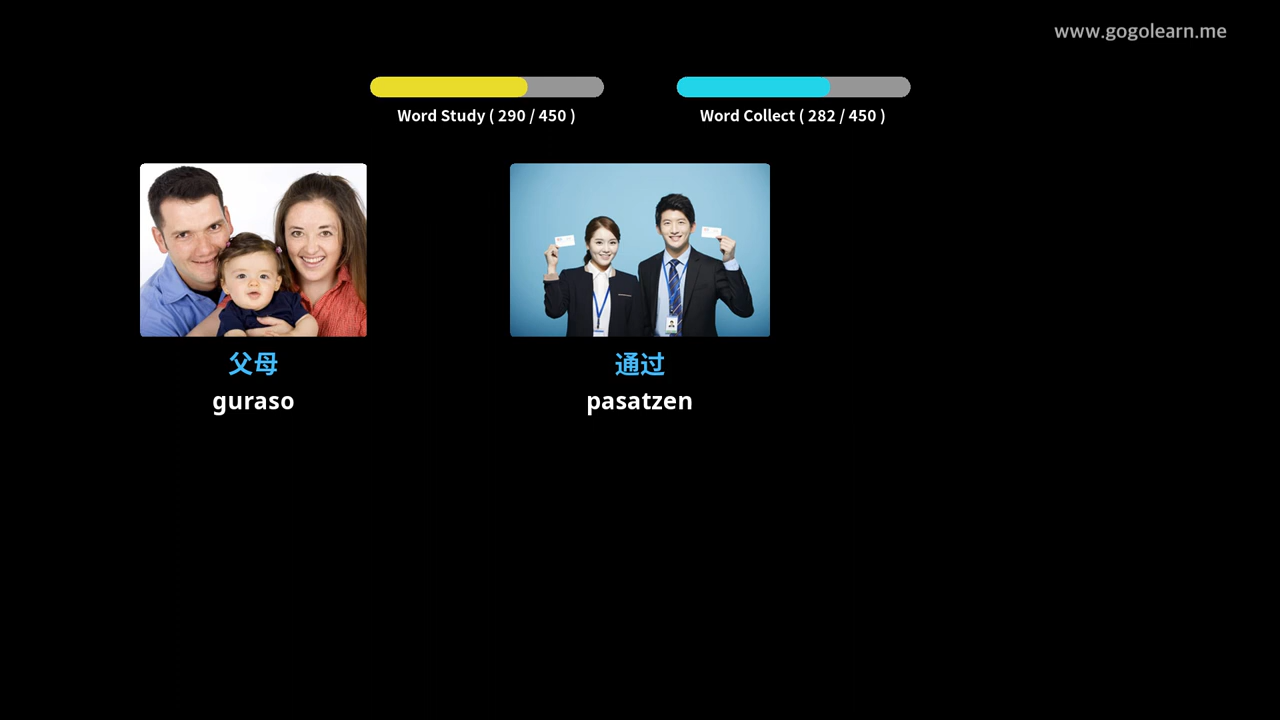 www.gogolearn.me
Word Study ( 290 / 450 )
Word Collect ( 282 / 450 )
父母
guraso
通过
pasatzen